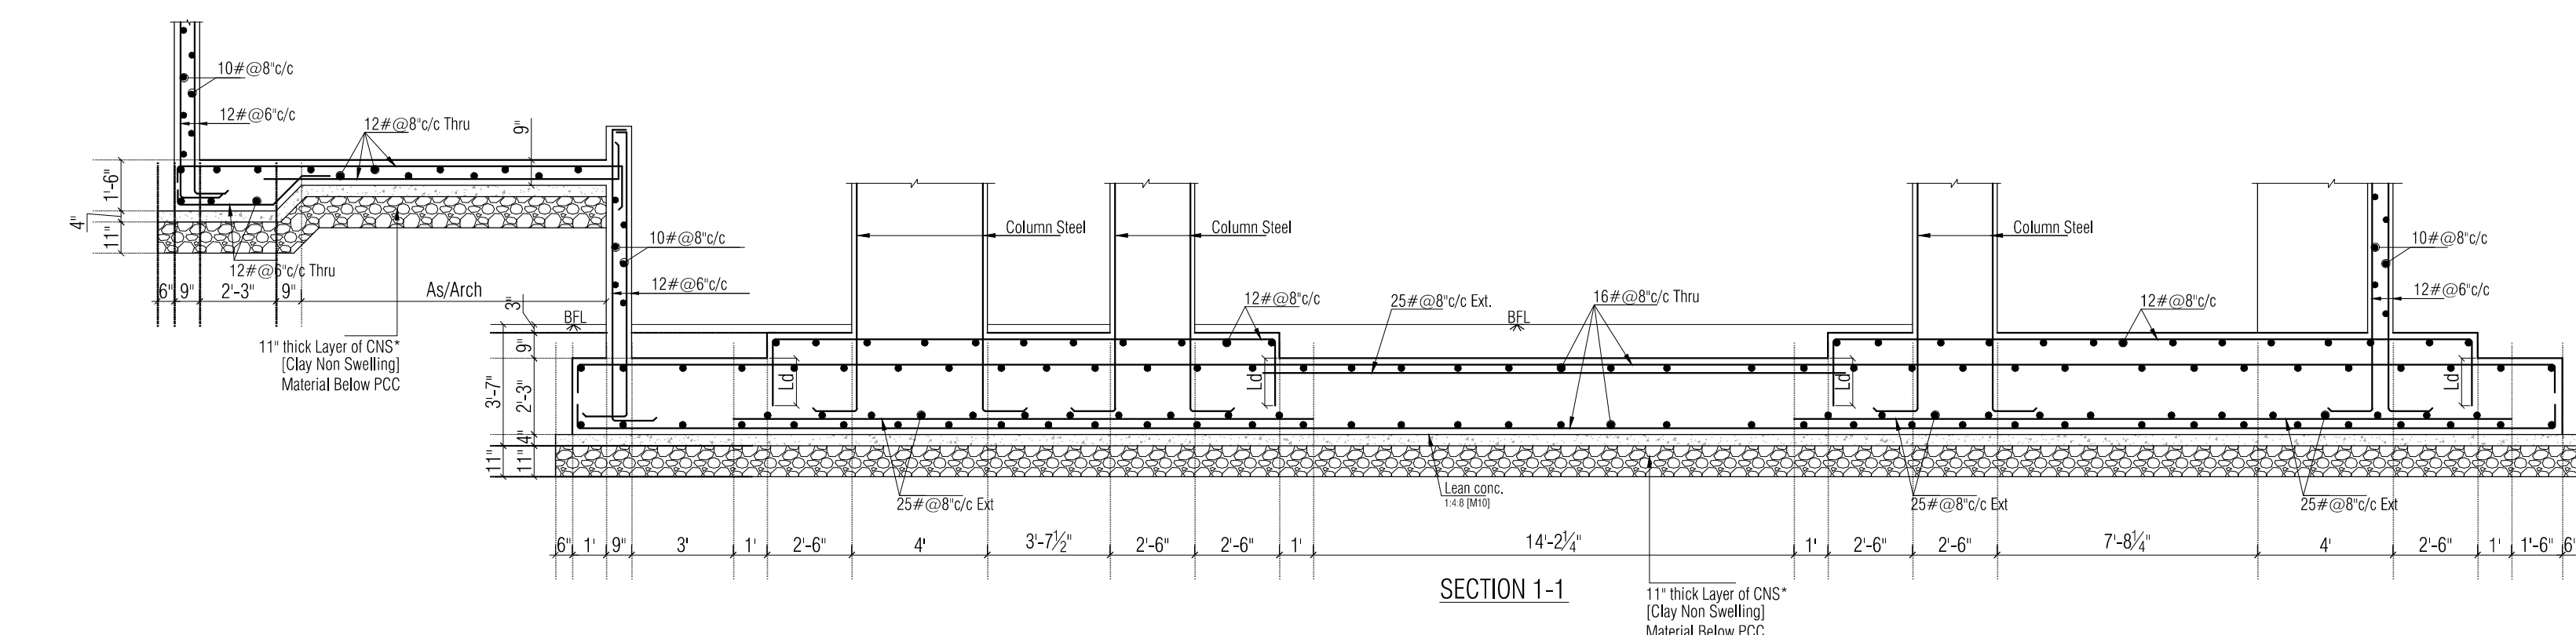 10#@8"c/c
12#@6"c/c
12#@8"c/c Thru
9"
1'-6"
4"
11"
12#@6"c/c Thru
6"
9"
2'-3"
9"
As/Arch
11" thick Layer of CNS*
[Clay Non Swelling]
Material Below PCC
10#@8"c/c
12#@6"c/c
3"
BFL
9"
3'-7"
2'-3"
4"
11"
11"
Column Steel
Column Steel
12#@8"c/c
25#@8"c/c Ext.
16#@8"c/c Thru
BFL
Column Steel
12#@8"c/c
10#@8"c/c
12#@6"c/c
Ld
Ld
Ld
Ld
25#@8"c/c Ext
Lean conc.
1:4:8 [M10]
25#@8"c/c Ext
25#@8"c/c Ext
6"
1'
9"
3'
1'
2'-6"
4'
3'-7½"
2'-6"
2'-6"
1'
14'-2¼"
1'
2'-6"
2'-6"
7'-8¼"
4'
2'-6"
1'
1'-6"
6"
SECTION 1-1
11" thick Layer of CNS*
[Clay Non Swelling]
Material Below PCC